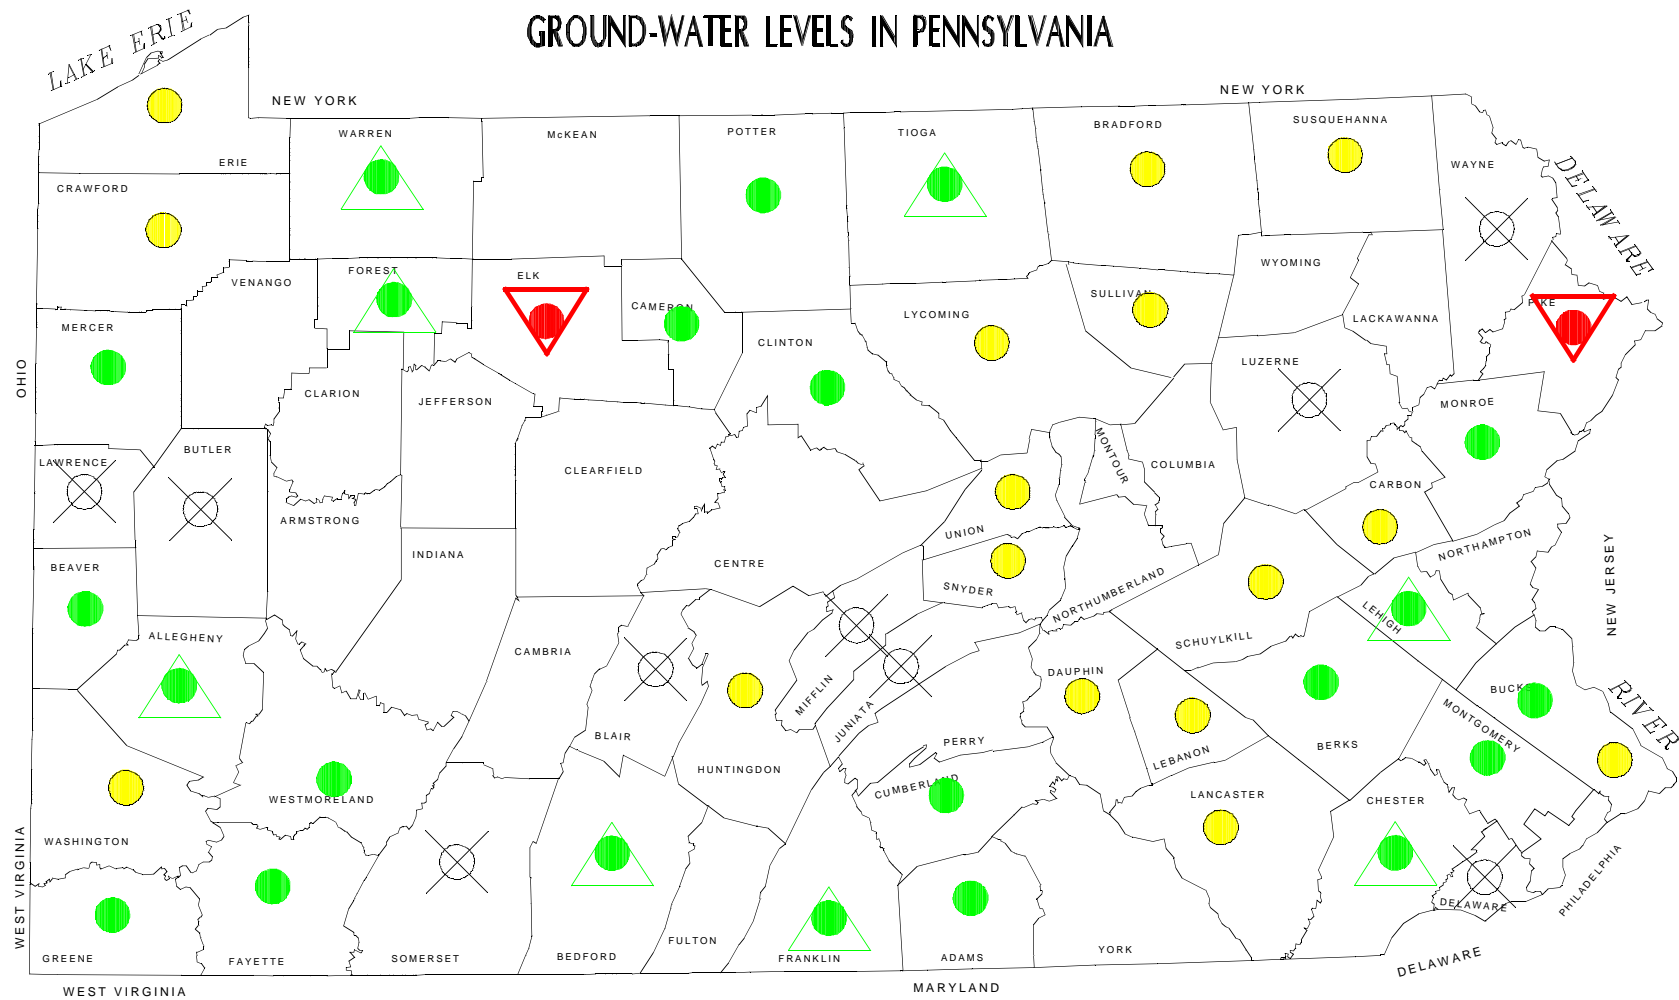 GROUND-WATER LEVELS IN PENNSYLVANIA
LAKE ERIE
NEW YORK
NEW YORK
WARREN
McKEAN
POTTER
TIOGA
BRADFORD
SUSQUEHANNA
WAYNE
DELAWARE
ERIE
CRAWFORD
VENANGO
FOREST
ELK
CAMERON
SULLIVAN
WYOMING
PIKE
MERCER
LYCOMING
LACKAWANNA
CLINTON
LUZERNE
OHIO
CLARION
JEFFERSON
MONROE
LAWRENCE
BUTLER
CLEARFIELD
MONTOUR
COLUMBIA
CARBON
ARMSTRONG
INDIANA
UNION
NORTHAMPTON
BEAVER
CENTRE
SNYDER
NORTHUMBERLAND
NEW JERSEY
ALLEGHENY
CAMBRIA
SCHUYLKILL
LEHIGH
MIFFLIN
DAUPHIN
BUCKS
RIVER
JUNIATA
BLAIR
PERRY
MONTGOMERY
BERKS
HUNTINGDON
LEBANON
CUMBERLAND
WESTMORELAND
LANCASTER
CHESTER
WASHINGTON
WEST VIRGINIA
PHILADELPHIA
DELAWARE
GREENE
FAYETTE
SOMERSET
BEDFORD
FULTON
FRANKLIN
ADAMS
YORK
DELAWARE
WEST VIRGINIA
MARYLAND